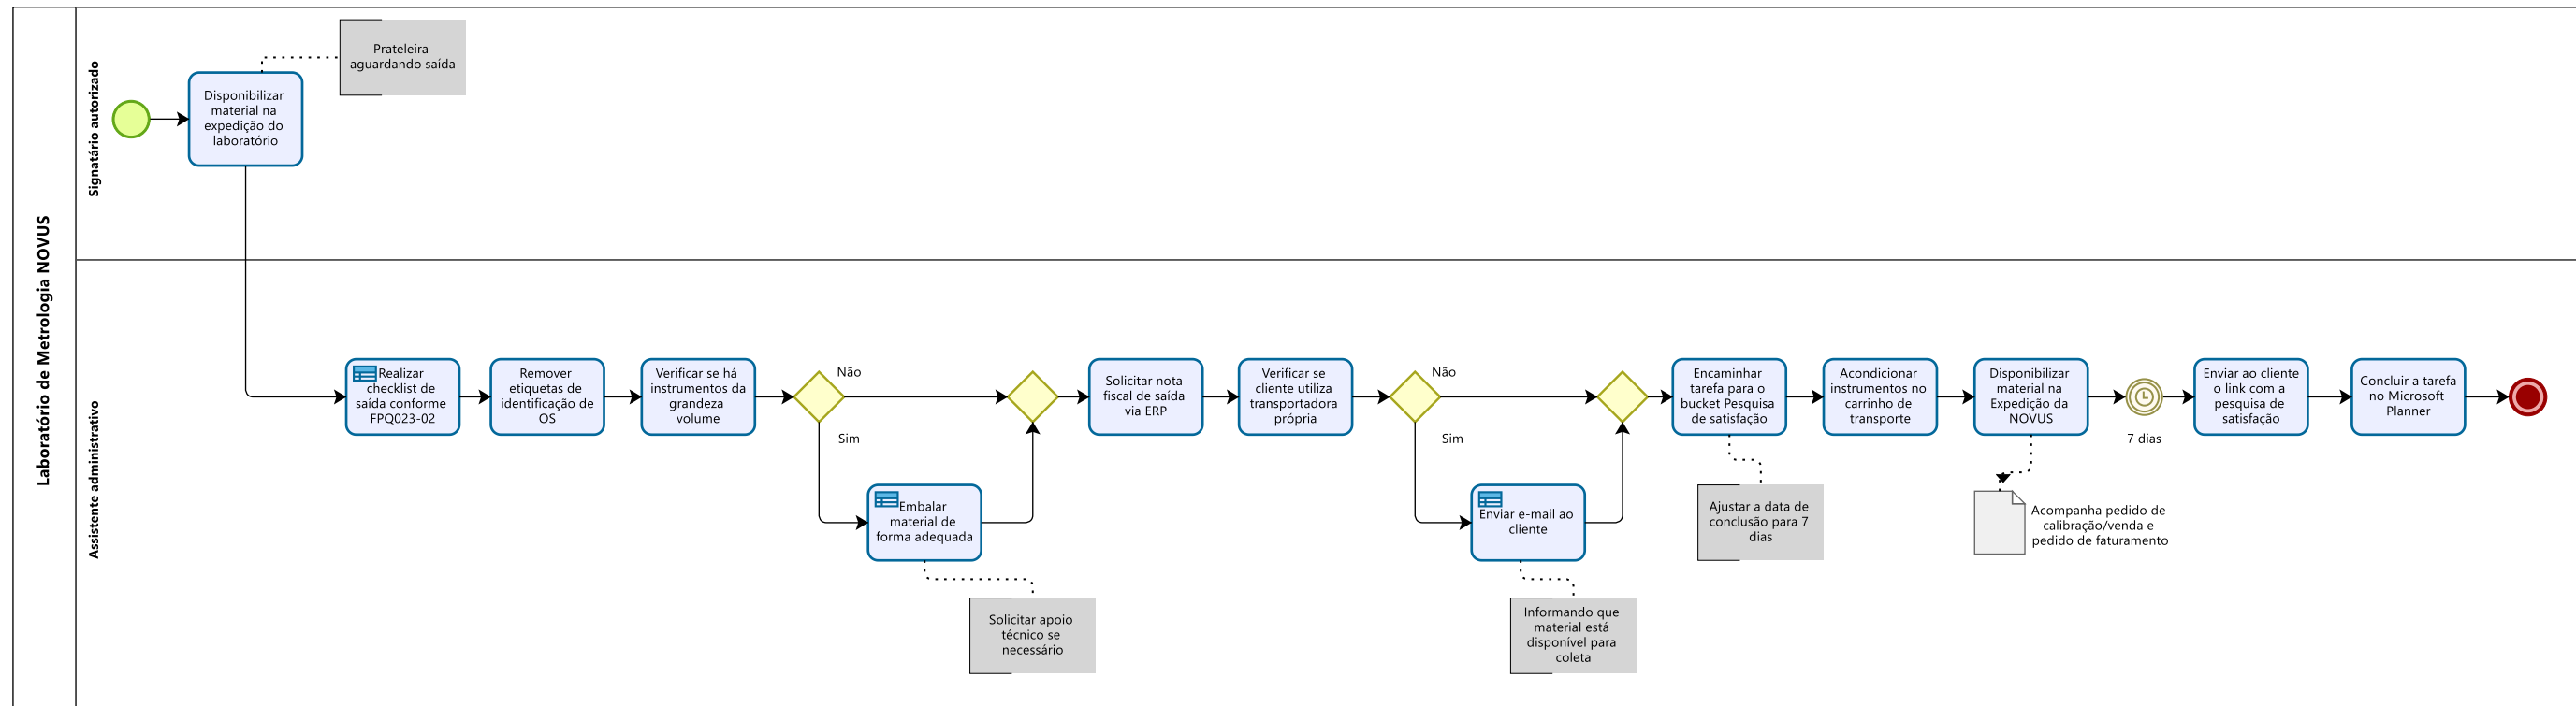 Laboratório de Metrologia NOVUS
Signatário autorizado
Prateleira
aguardando saída
Disponibilizar
material na
expedição do
laboratório
Assistente administrativo
Realizar
checklist de
saída conforme
FPQ023-02
Remover
etiquetas de
identificação de
OS
Verificar se há
instrumentos da
grandeza
volume
Não
Sim
Embalar
material de
forma adequada
Solicitar apoio
técnico se
necessário
Solicitar nota
fiscal de saída
via ERP
Verificar se
cliente utiliza
transportadora
própria
Não
Sim
Enviar e-mail ao
cliente
Informando que
material está
disponível para
coleta
Encaminhar
tarefa para o
bucket Pesquisa
de satisfação
Ajustar a data de
conclusão para 7
dias
Acondicionar
instrumentos no
carrinho de
transporte
Disponibilizar
material na
Expedição da
NOVUS
Acompanha pedido de
calibração/venda e
pedido de faturamento
7 dias
Enviar ao cliente
o link com a
pesquisa de
satisfação
Concluir a tarefa
no Microsoft
Planner